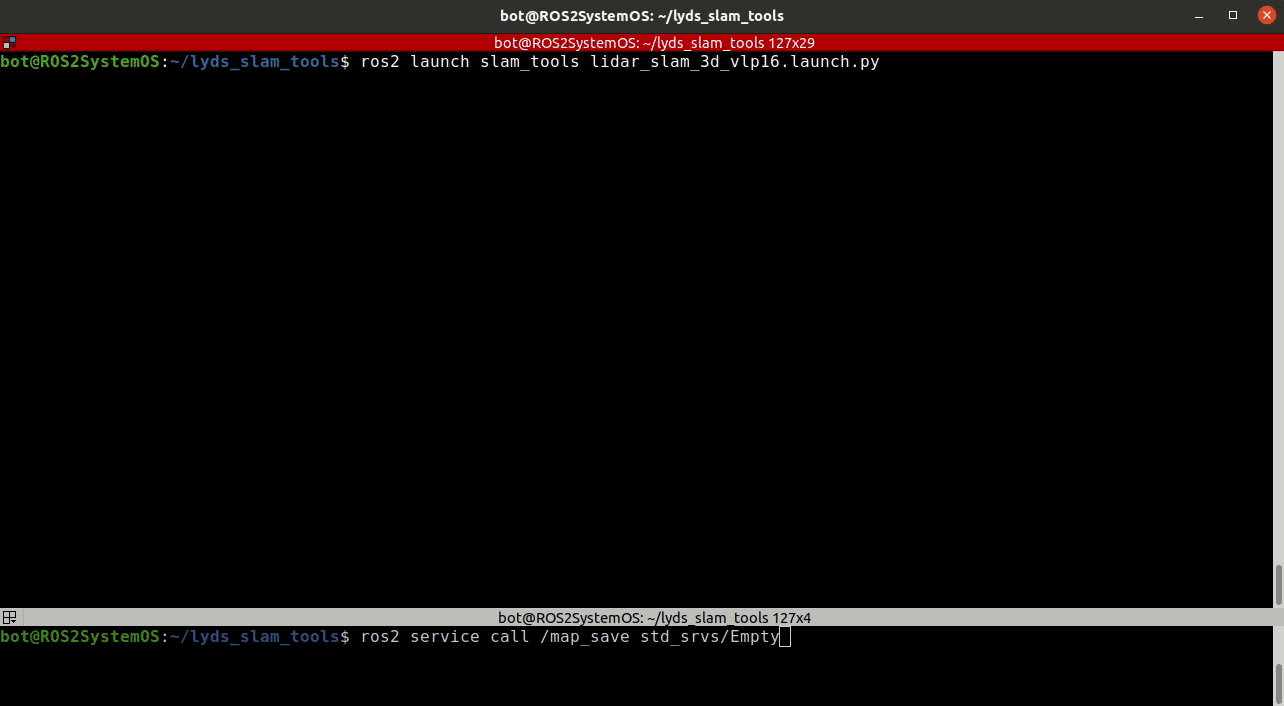 bot@ROS2SystemOS: ~/lyds_slam_tools
bot@ROS2SystemOS: ~/lyds_slam_tools 127x29
bot@ROS2SystemOS:~/lyds_slam_tools$ ros2 launch slam_tools lidar_slam_3d_vlp16.launch.py
bot@ROS2SystemOS: ~/lyds_slam_tools 127x4
bot@ROS2SystemOS:~/lyds_slam_tools$ ros2 service call /map_save std_srvs/Empty